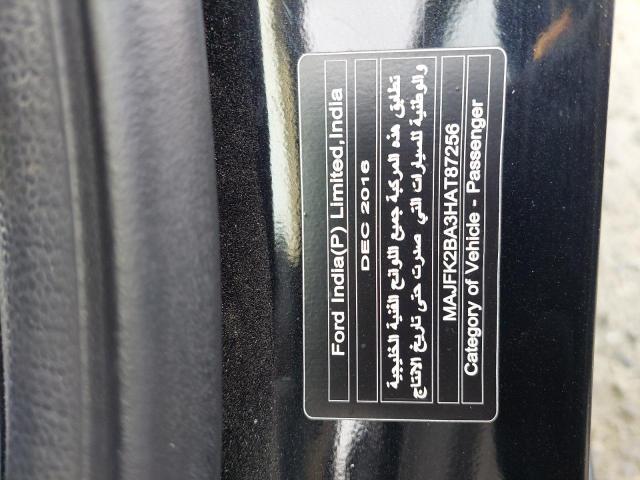 Ford India(P) Limited,India
DEC 2016
تطابق هذه المركبة جميع اللوائح الفنية الخليجية
والوطنية للسيارات التي صدرت حتى تاريخ الانتاج
MAJFK2BA3HAT87256
Category of Vehicle - Passenger